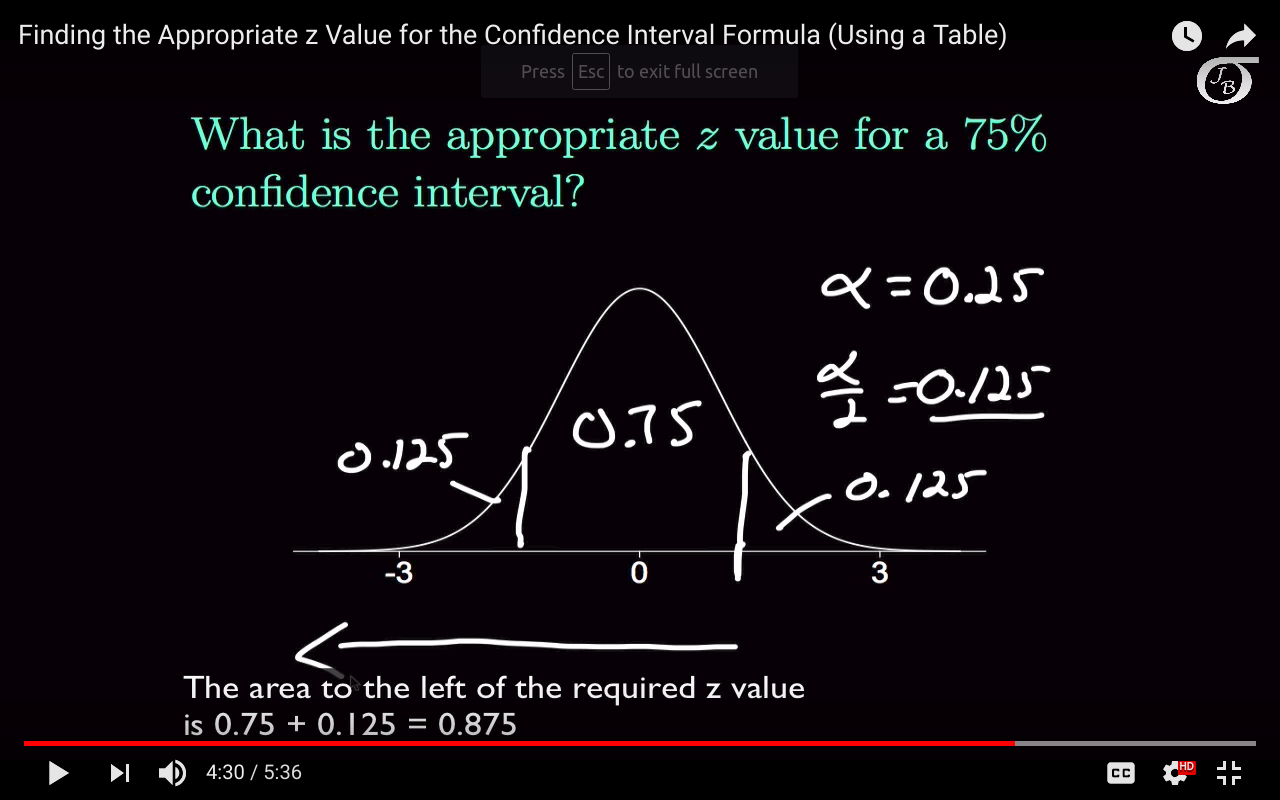 Finding the Appropriate z Value for the Confidence Interval Formula (Using a Table)
Press Esc to exit full screen
JB
What is the appropriate z value for a 75%
confidence interval?
α = 0.25
α/2 = 0.125
0.75
0.125
0.125
-3 0 3
The area to the left of the required z value
is 0.75 + 0.125 = 0.875
4:30 / 5:36
CC
HD